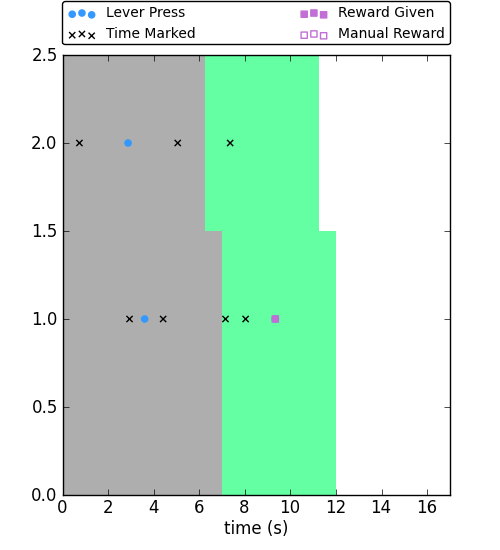 Lever Press
Reward Given
Time Marked
Manual Reward
2.5
2.0
1.5
1.0
0.5
0.0
0 2 4 6 8 10 12 14 16
time (s)